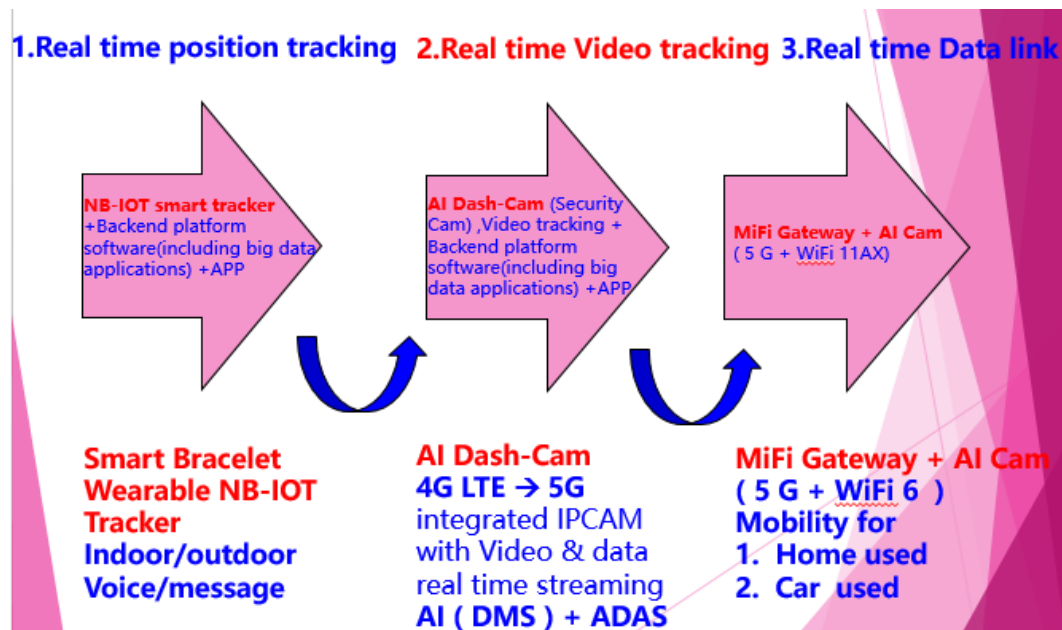 1.Real time position tracking
2.Real time Video tracking
3.Real time Data link
NB-IOT smart tracker
+Backend platform
software(including big data
applications) +APP
AI Dash-Cam (Security
Cam) ,Video tracking +
Backend platform
software(including big
data applications) +APP
MiFi Gateway + AI Cam
( 5 G + WiFi 11AX)
Smart Bracelet
Wearable NB-IOT
Tracker
Indoor/outdoor
Voice/message
AI Dash-Cam
4G LTE → 5G
integrated IPCAM
with Video & data
real time streaming
AI ( DMS ) + ADAS
MiFi Gateway + AI Cam
( 5 G + WiFi 6 )
Mobility for
1. Home used
2. Car used